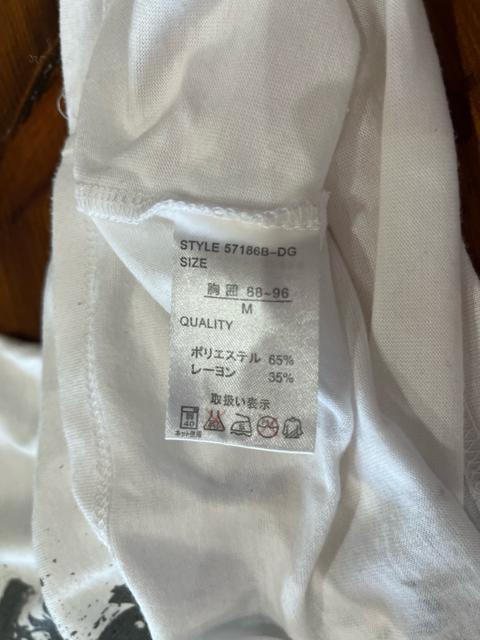 STYLE 57186B-DG
SIZE
胸囲 88~96
M
QUALITY
ポリエステル 65%
レーヨン 35%
取扱い表示
40
ネット使用